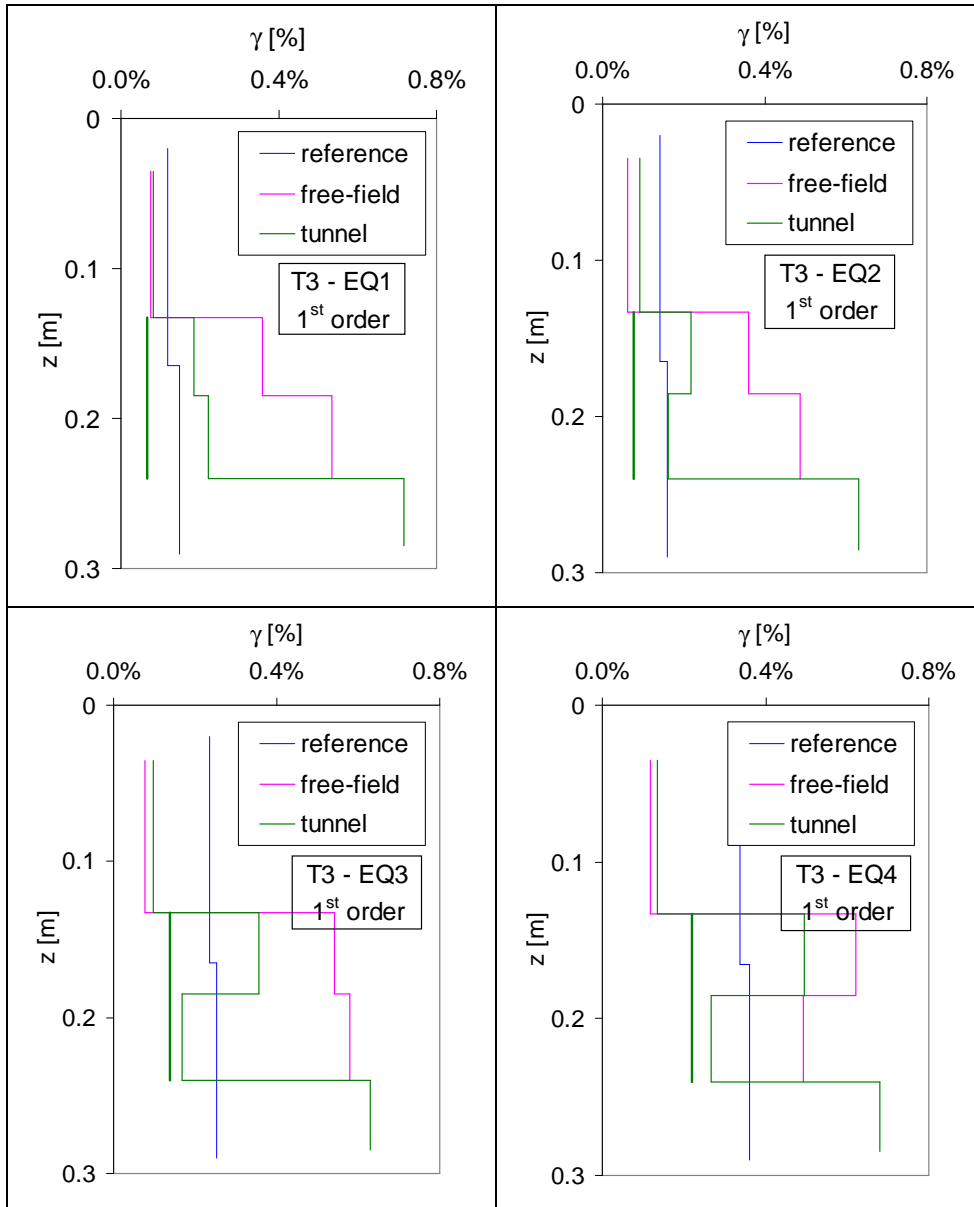 γ [%]
0.0% 0.4% 0.8%
0
0.1
0.2
0.3
z [m]
reference
free-field
tunnel
T3 - EQ1
1st order
γ [%]
0.0% 0.4% 0.8%
0
0.1
0.2
0.3
z [m]
reference
free-field
tunnel
T3 - EQ2
1st order
γ [%]
0.0% 0.4% 0.8%
0
0.1
0.2
0.3
z [m]
reference
free-field
tunnel
T3 - EQ3
1st order
γ [%]
0.0% 0.4% 0.8%
0
0.1
0.2
0.3
z [m]
reference
free-field
tunnel
T3 - EQ4
1st order